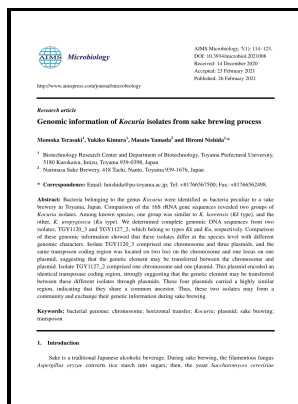 AIMS Microbiology, 7(1): 114–123.
DOI: 10.3934/microbiol.2021008
Received: 14 December 2020
Accepted: 23 February 2021
Published: 26 February 2021
AIMS Microbiology
http://www.aimspress.com/journal/microbiology
Research article
Genomic information of Kocuria isolates from sake brewing process
Momoka Terasaki1, Yukiko Kimura1, Masato Yamada2 and Hiromi Nishida1,*
1 Biotechnology Research Center and Department of Biotechnology, Toyama Prefectural University,
5180 Kurokawa, Imizu, Toyama 939-0398, Japan
2 Narimasa Sake Brewery, 418 Tachi, Nanto, Toyama 939-1676, Japan
* Correspondence: Email: hnishida@pu-toyama.ac.jp; Tel: +81766567500; Fax: +81766562498.
Abstract: Bacteria belonging to the genus Kocuria were identified as bacteria peculiar to a sake
brewery in Toyama, Japan. Comparison of the 16S rRNA gene sequences revealed two groups of
Kocuria isolates. Among known species, one group was similar to K. koreensis (Kk type), and the
other, K. uropygioeca (Ku type). We determined complete genomic DNA sequences from two
isolates, TGY1120_3 and TGY1127_2, which belong to types Kk and Ku, respectively. Comparison
of these genomic information showed that these isolates differ at the species level with different
genomic characters. Isolate TGY1120_3 comprised one chromosome and three plasmids, and the
same transposon coding region was located on two loci on the chromosome and one locus on one
plasmid, suggesting that the genetic element may be transferred between the chromosome and
plasmid. Isolate TGY1127_2 comprised one chromosome and one plasmid. This plasmid encoded an
identical transposase coding region, strongly suggesting that the genetic element may be transferred
between these different isolates through plasmids. These four plasmids carried a highly similar
region, indicating that they share a common ancestor. Thus, these two isolates may form a
community and exchange their genetic information during sake brewing.
Keywords: bacterial genome; chromosome; horizontal transfer; Kocuria; plasmid; sake brewing;
transposon
1. Introduction
Sake is a traditional Japanese alcoholic beverage. During sake brewing, the filamentous fungus
Aspergillus oryzae converts rice starch into sugars; then, the yeast Saccharomyces cerevisiae